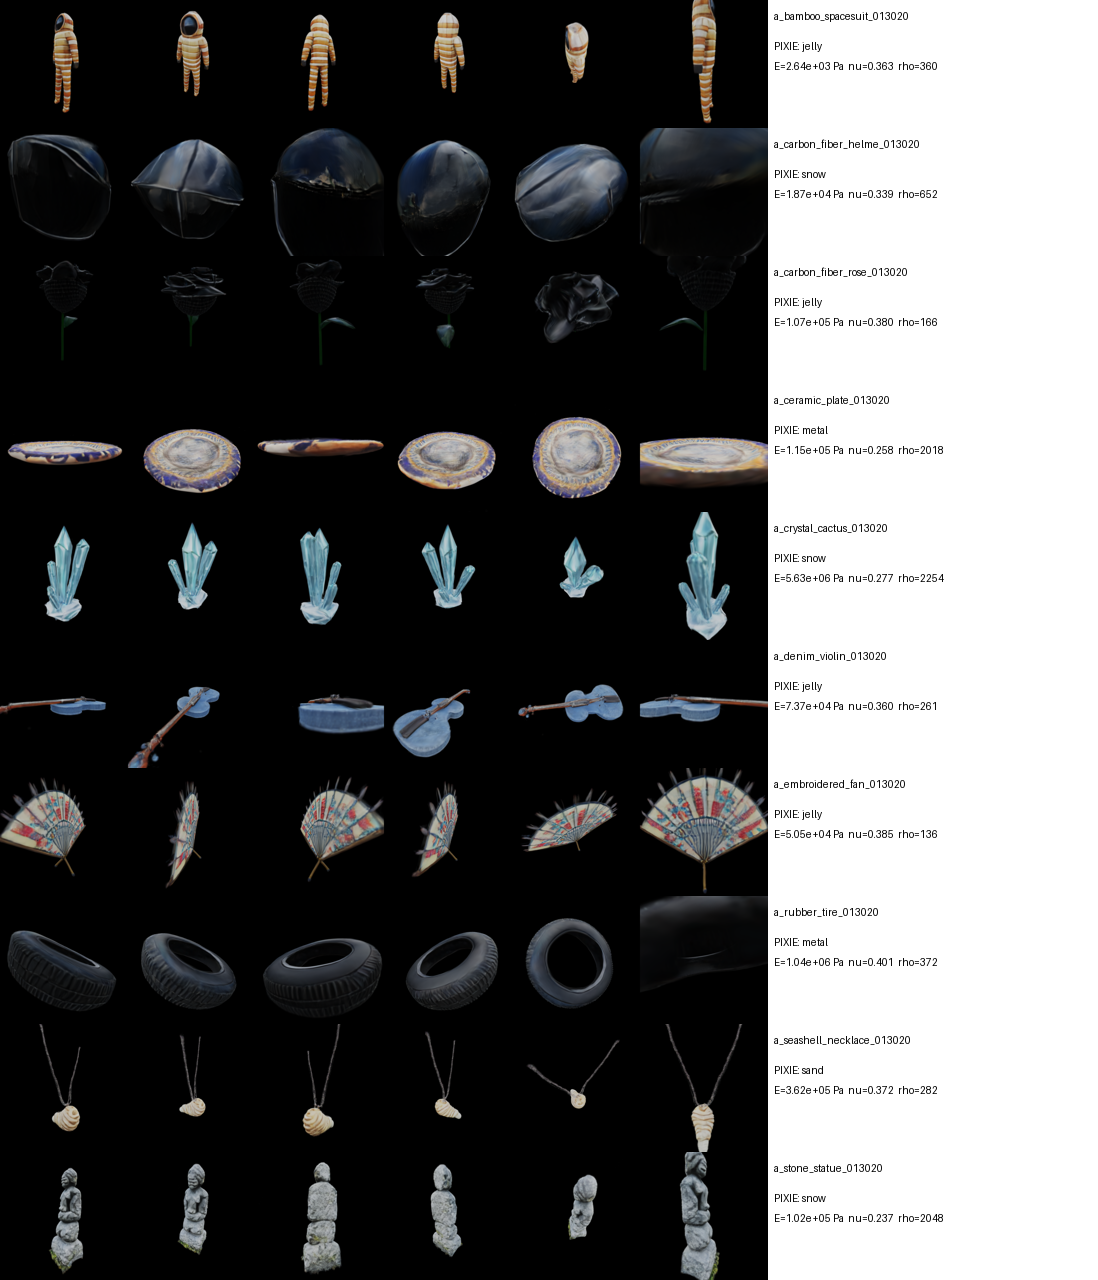 a_bamboo_spacesuit_013020
PIXIE: jelly
E=2.64e+03 Pa nu=0.363 rho=360
a_carbon_fiber_helme_013020
PIXIE: snow
E=1.87e+04 Pa nu=0.339 rho=652
a_carbon_fiber_rose_013020
PIXIE: jelly
E=1.07e+05 Pa nu=0.380 rho=166
a_ceramic_plate_013020
PIXIE: metal
E=1.15e+05 Pa nu=0.258 rho=2018
a_crystal_cactus_013020
PIXIE: snow
E=5.63e+06 Pa nu=0.277 rho=2254
a_denim_violin_013020
PIXIE: jelly
E=7.37e+04 Pa nu=0.360 rho=261
a_embroidered_fan_013020
PIXIE: jelly
E=5.05e+04 Pa nu=0.385 rho=136
a_rubber_tire_013020
PIXIE: metal
E=1.04e+06 Pa nu=0.401 rho=372
a_seashell_necklace_013020
PIXIE: sand
E=3.62e+05 Pa nu=0.372 rho=282
a_stone_statue_013020
PIXIE: snow
E=1.02e+05 Pa nu=0.237 rho=2048